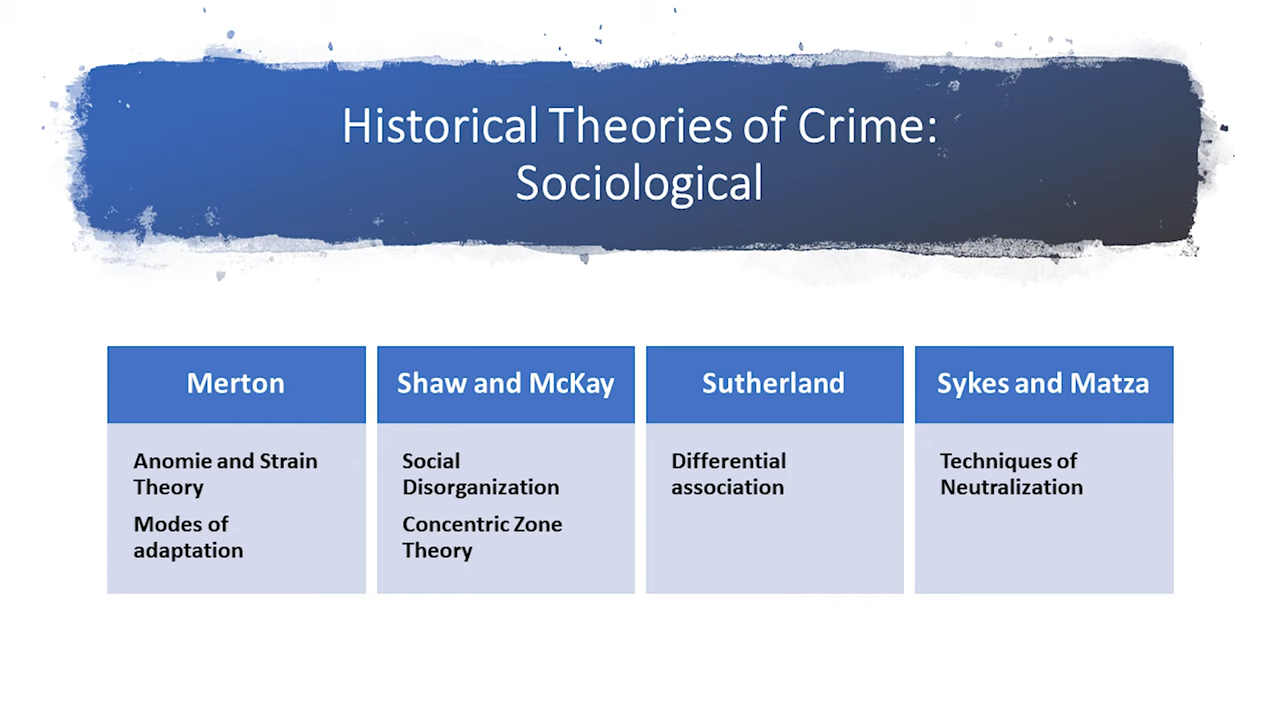 Historical Theories of Crime:
Sociological
Merton
Anomie and Strain
Theory
Modes of
adaptation
Shaw and McKay
Social
Disorganization
Concentric Zone
Theory
Sutherland
Differential
association
Sykes and Matza
Techniques of
Neutralization